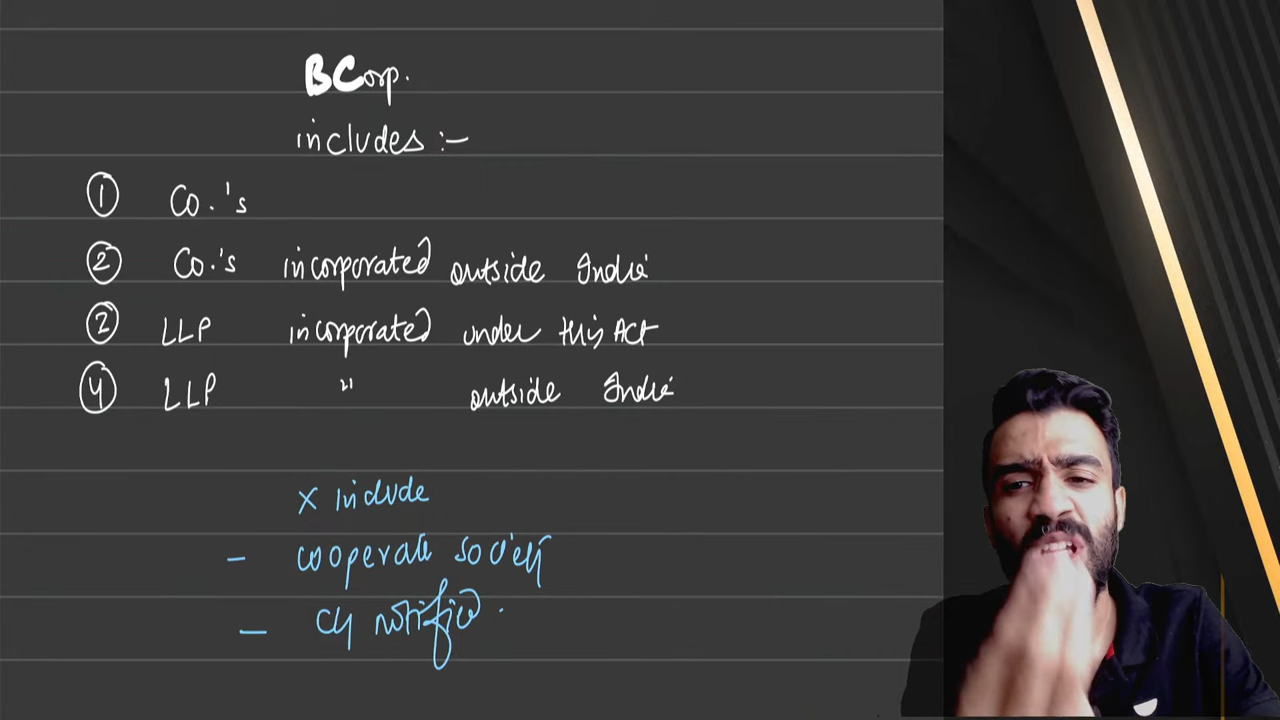 BCorp.
includes :-
① Co.'s
② Co.'s incorporated outside India
② LLP incorporated under this Act
④ LLP " outside India
x include
- cooperate society
- CG notified.